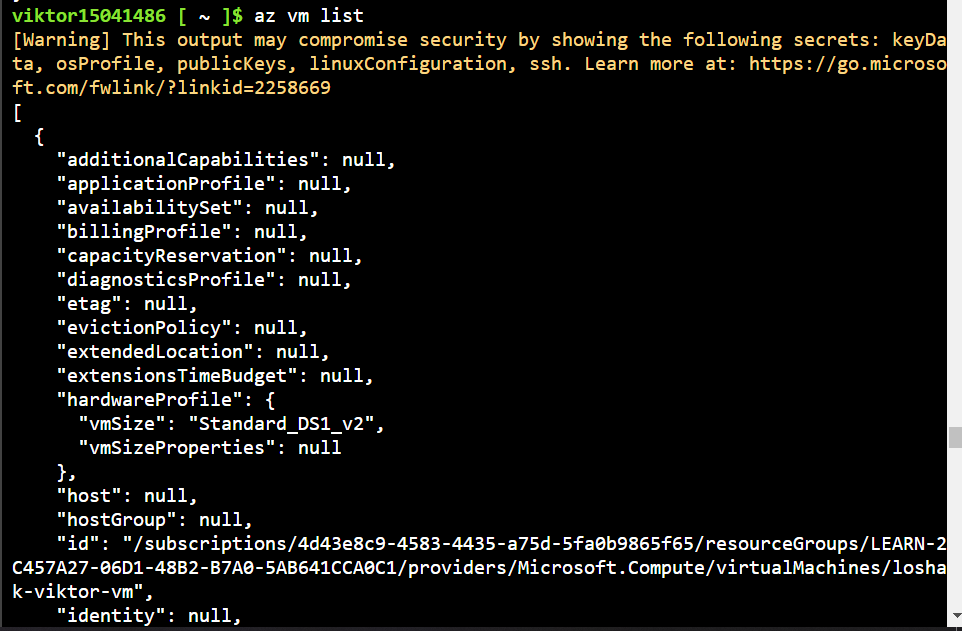 viktor15041486 [ ~ ]$ az vm list
[Warning] This output may compromise security by showing the following secrets: keyDa
ta, osProfile, publicKeys, linuxConfiguration, ssh. Learn more at: https://go.microso
ft.com/fwlink/?linkid=2258669
[
  {
    "additionalCapabilities": null,
    "applicationProfile": null,
    "availabilitySet": null,
    "billingProfile": null,
    "capacityReservation": null,
    "diagnosticsProfile": null,
    "etag": null,
    "evictionPolicy": null,
    "extendedLocation": null,
    "extensionsTimeBudget": null,
    "hardwareProfile": {
      "vmSize": "Standard_DS1_v2",
      "vmSizeProperties": null
    },
    "host": null,
    "hostGroup": null,
    "id": "/subscriptions/4d43e8c9-4583-4435-a75d-5fa0b9865f65/resourceGroups/LEARN-2
C457A27-06D1-48B2-B7A0-5AB641CCA0C1/providers/Microsoft.Compute/virtualMachines/losha
k-viktor-vm",
    "identity": null,